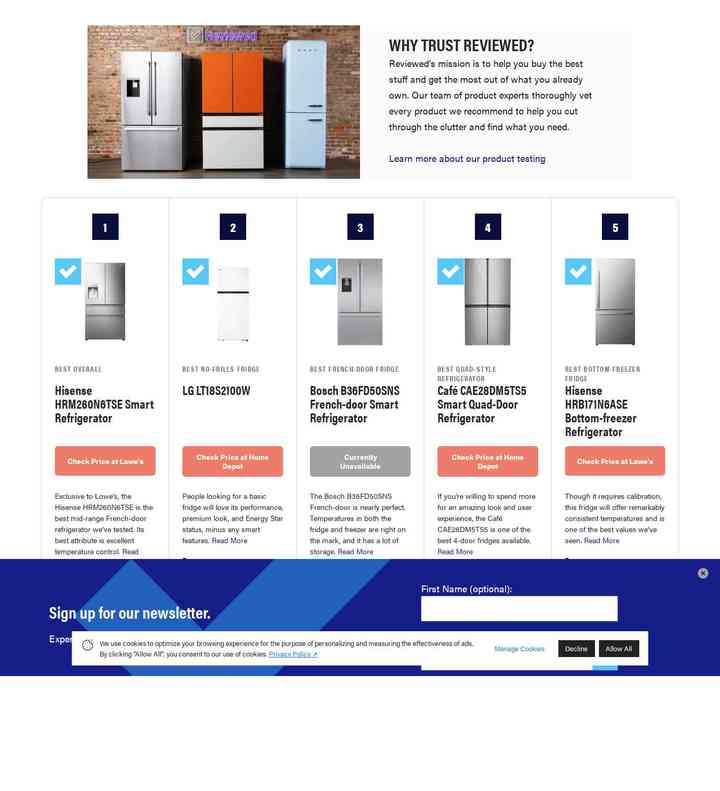 Reviewed
WHY TRUST REVIEWED?
Reviewed's mission is to help you buy the best
stuff and get the most out of what you already
own. Our team of product experts thoroughly vet
every product we recommend to help you cut
through the clutter and find what you need.
Learn more about our product testing
1
BEST OVERALL
Hisense
HRM260N6TSE Smart
Refrigerator
Check Price at Lowe's
Exclusive to Lowe's, the
Hisense HRM260N6TSE is the
best mid-range French-door
refrigerator we've tested. Its
best attribute is excellent
temperature control. Read
2
BEST NO-FRILLS FRIDGE
LG LT18S2100W
Check Price at Home
Depot
People looking for a basic
fridge will love its performance,
premium look, and Energy Star
status, minus any smart
features. Read More
3
BEST FRENCH-DOOR FRIDGE
Bosch B36FD50SNS
French-door Smart
Refrigerator
Currently
Unavailable
The Bosch B36FD50SNS
French-door is nearly perfect.
Temperatures in both the
fridge and freezer are right on
the mark, and it has a lot of
storage. Read More
4
BEST QUAD-STYLE
REFRIGERATOR
Café CAE28DM5TS5
Smart Quad-Door
Refrigerator
Check Price at Home
Depot
If you're willing to spend more
for an amazing look and user
experience, the Café
CAE28DM5TS5 is one of the
best 4-door fridges available.
Read More
5
BEST BOTTOM-FREEZER
FRIDGE
Hisense
HRB171N6ASE
Bottom-freezer
Refrigerator
Check Price at Lowe's
Though it requires calibration,
this fridge will offer remarkably
consistent temperatures and is
one of the best values we've
seen. Read More
Sign up for our newsletter.
First Name (optional):
We use cookies to optimize your browsing experience for the purpose of personalizing and measuring the effectiveness of ads.
By clicking "Allow All", you consent to our use of cookies. Privacy Policy
Manage Cookies
Decline
Allow All